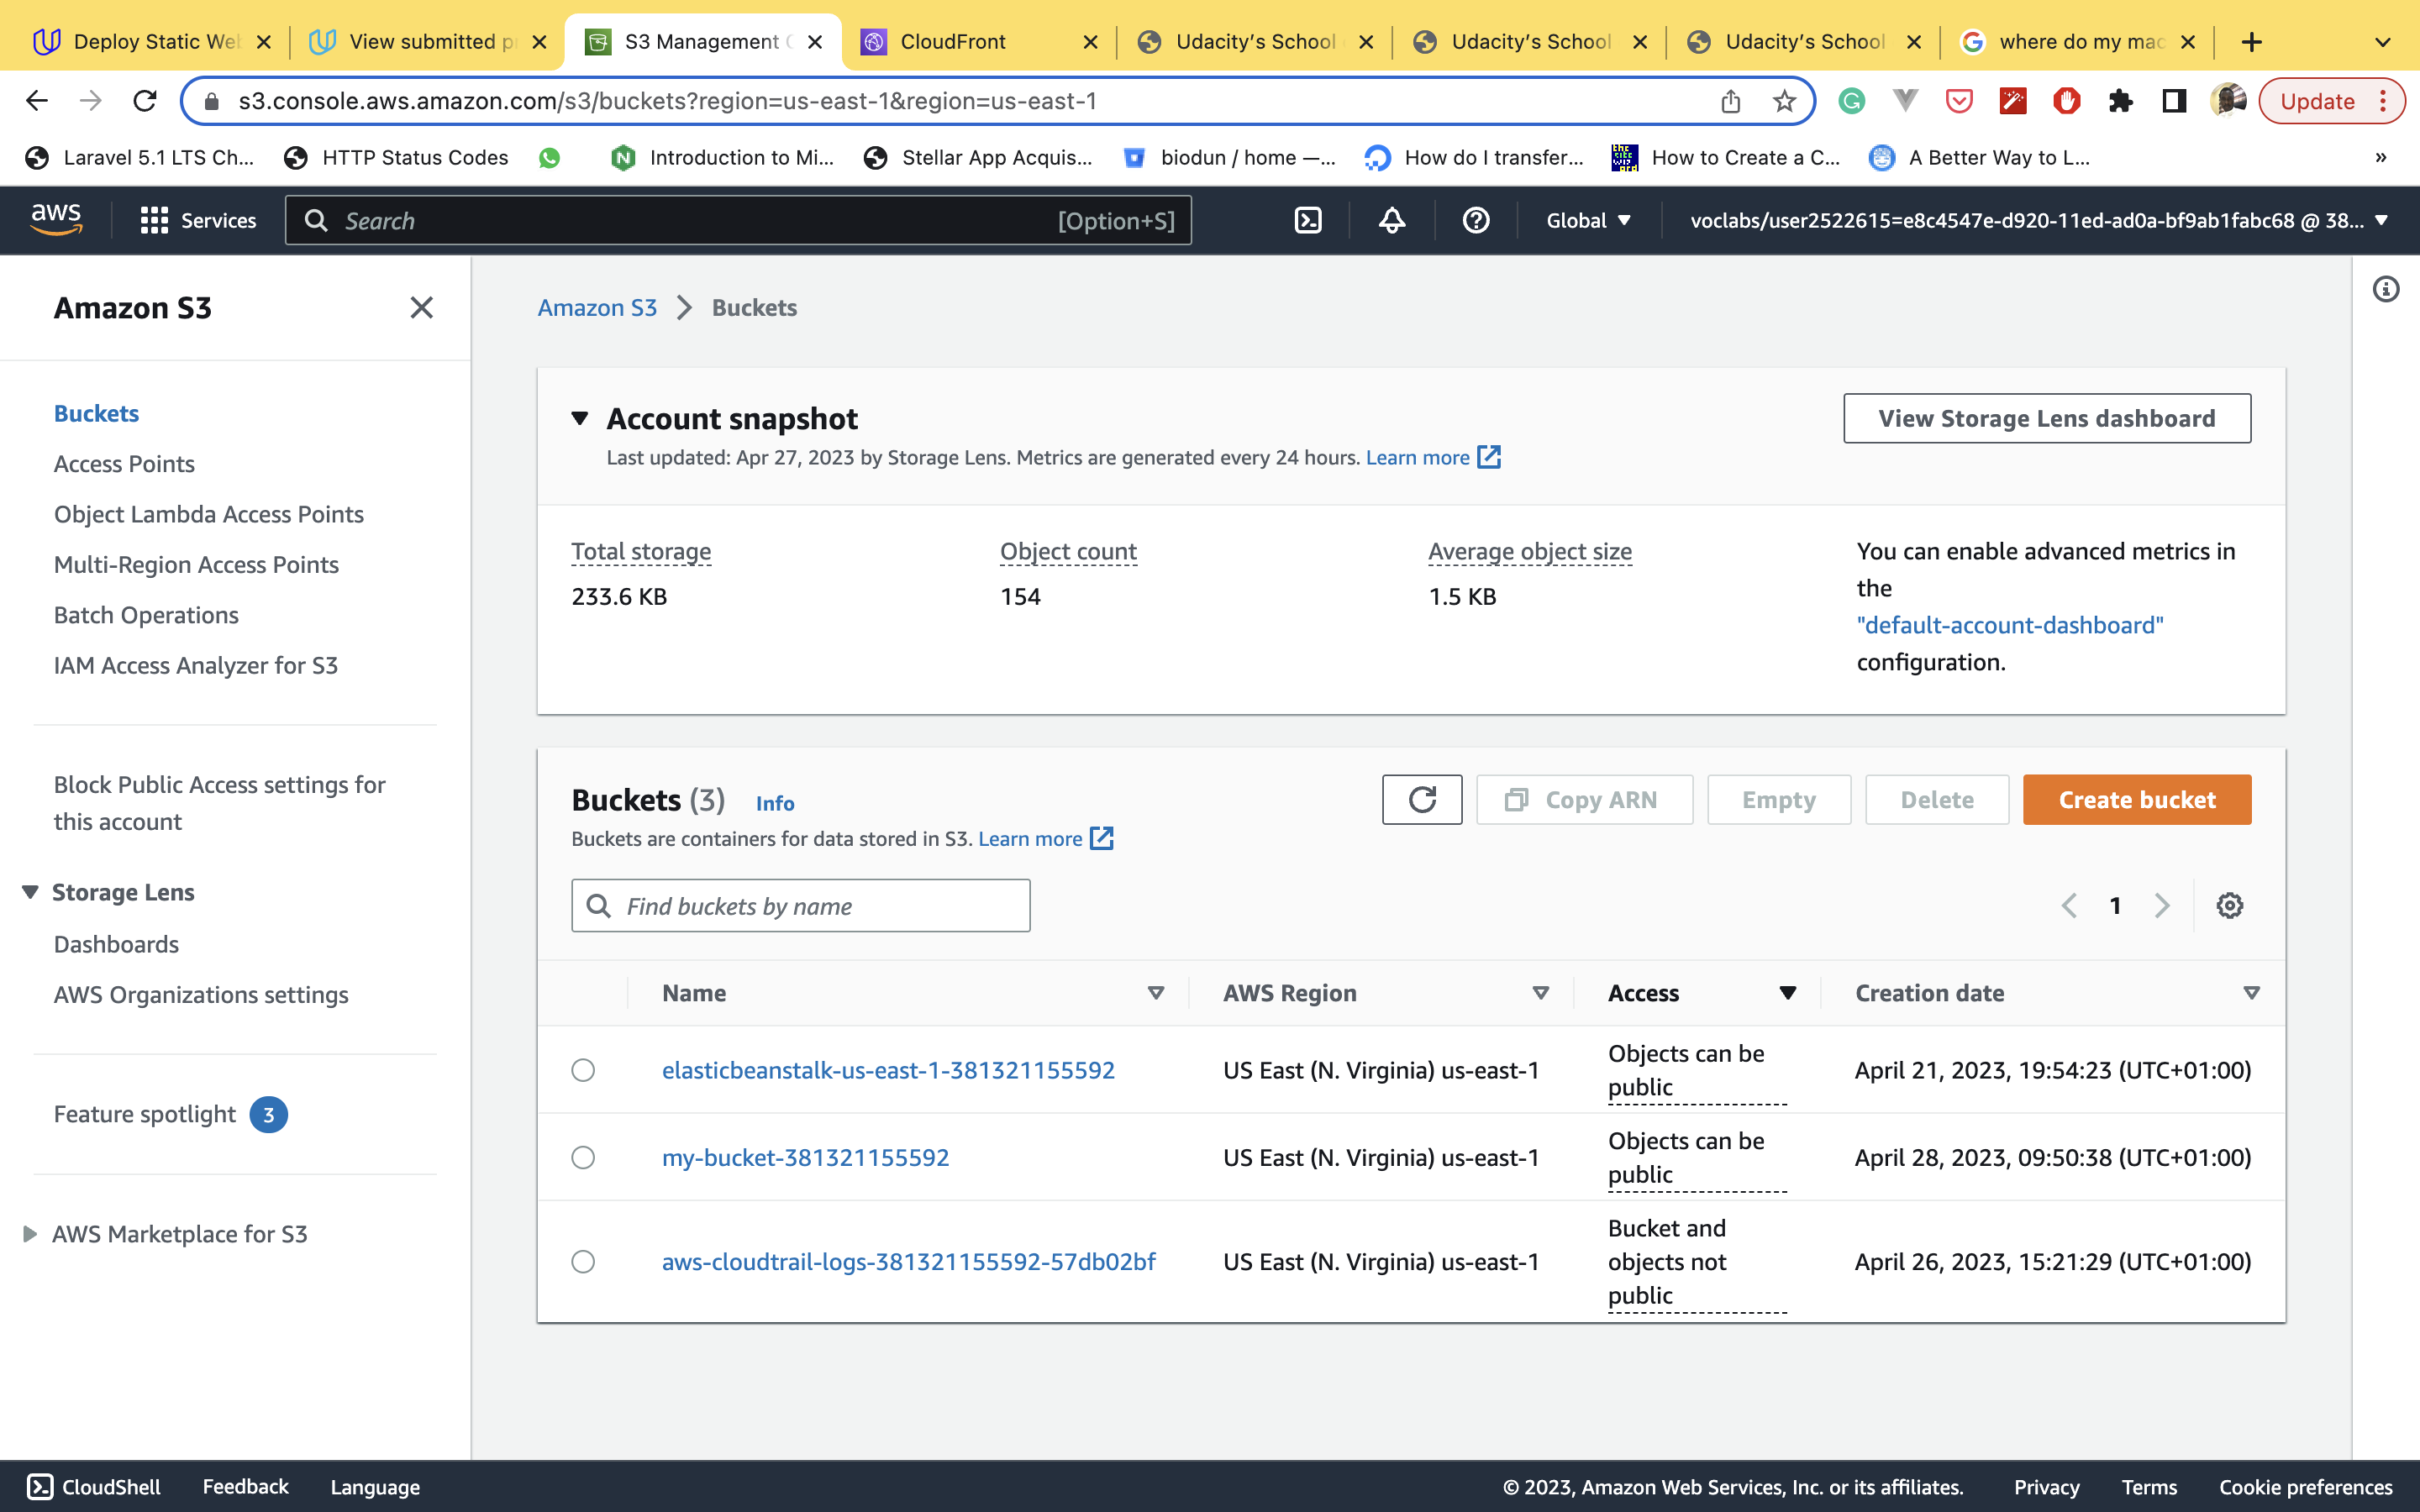 Deploy Static We
View submitted p
S3 Management C
CloudFront
Udacity's School
Udacity's School
Udacity's School
where do my mac
s3.console.aws.amazon.com/s3/buckets?region=us-east-1&region=us-east-1
Update
Laravel 5.1 LTS Ch...
HTTP Status Codes
Introduction to Mi...
Stellar App Acquis...
biodun / home —...
How do I transfer...
How to Create a C...
A Better Way to L...
»
aws
Services
Search
[Option+S]
Global
voclabs/user2522615=e8c4547e-d920-11ed-ad0a-bf9ab1fabc68 @ 38...
Amazon S3
Buckets
Access Points
Object Lambda Access Points
Multi-Region Access Points
Batch Operations
IAM Access Analyzer for S3
Block Public Access settings for
this account
Storage Lens
Dashboards
AWS Organizations settings
Feature spotlight 3
AWS Marketplace for S3
Amazon S3 > Buckets
Account snapshot
Last updated: Apr 27, 2023 by Storage Lens. Metrics are generated every 24 hours. Learn more
View Storage Lens dashboard
Total storage
233.6 KB
Object count
154
Average object size
1.5 KB
You can enable advanced metrics in
the
"default-account-dashboard"
configuration.
Buckets (3) Info
Buckets are containers for data stored in S3. Learn more
Copy ARN
Empty
Delete
Create bucket
Find buckets by name
1
Name
AWS Region
Access
Creation date
elasticbeanstalk-us-east-1-381321155592
US East (N. Virginia) us-east-1
Objects can be
public
April 21, 2023, 19:54:23 (UTC+01:00)
my-bucket-381321155592
US East (N. Virginia) us-east-1
Objects can be
public
April 28, 2023, 09:50:38 (UTC+01:00)
aws-cloudtrail-logs-381321155592-57db02bf
US East (N. Virginia) us-east-1
Bucket and
objects not
public
April 26, 2023, 15:21:29 (UTC+01:00)
CloudShell
Feedback
Language
© 2023, Amazon Web Services, Inc. or its affiliates.
Privacy
Terms
Cookie preferences